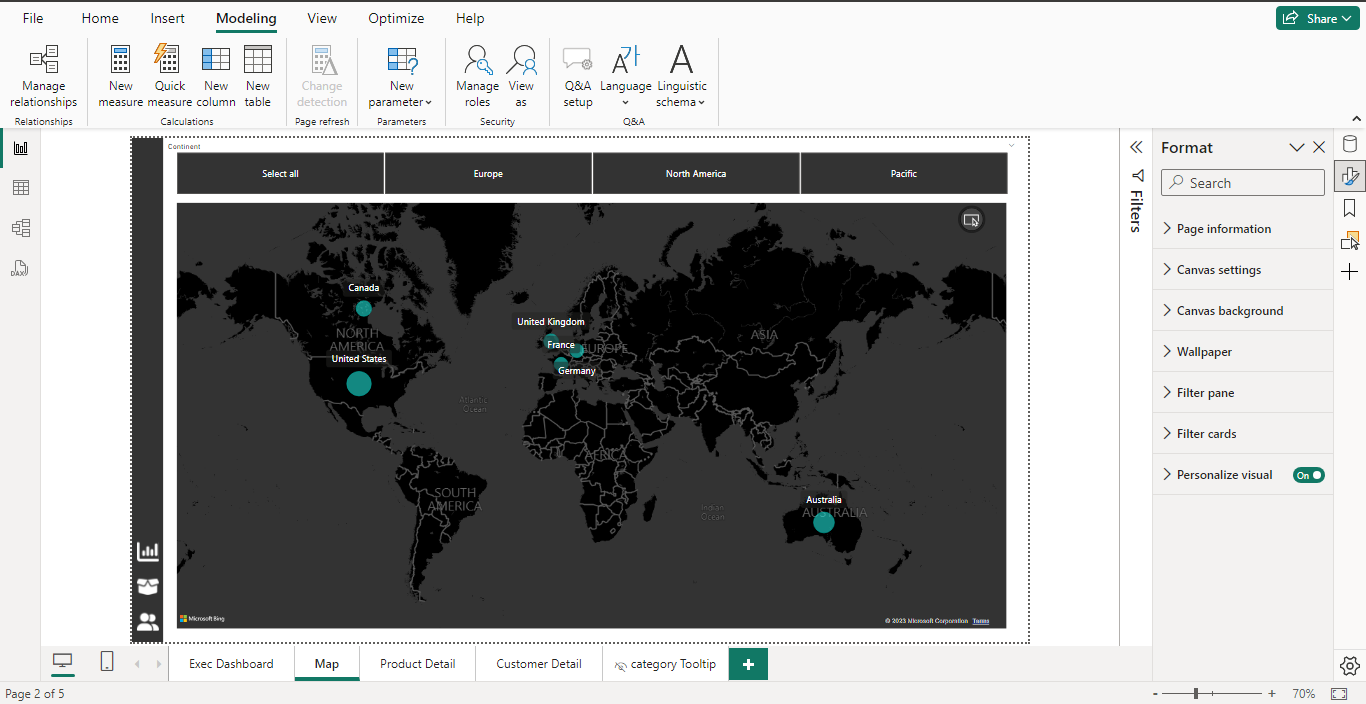 File Home Insert Modeling View Optimize Help Share
Manage relationships
New measure
Quick measure
New column
New table
Change detection
New parameter
Manage roles
View as
Q&A setup
Language
Linguistic schema
Relationships Calculations Page refresh Parameters Security Q&A
Continent
Select all Europe North America Pacific
Canada
NORTH
AMERICA
United States
United Kingdom
France
EUROPE
Germany
ASIA
Atlantic
Ocean
AFRICA
SOUTH
AMERICA
Indian
Ocean
Australia
AUSTRALIA
Microsoft Bing
© 2023 Microsoft Corporation Terms
Filters
Format
Search
Page information
Canvas settings
Canvas background
Wallpaper
Filter pane
Filter cards
Personalize visual On
DAX
Exec Dashboard Map Product Detail Customer Detail category Tooltip +
Page 2 of 5
- + 70%